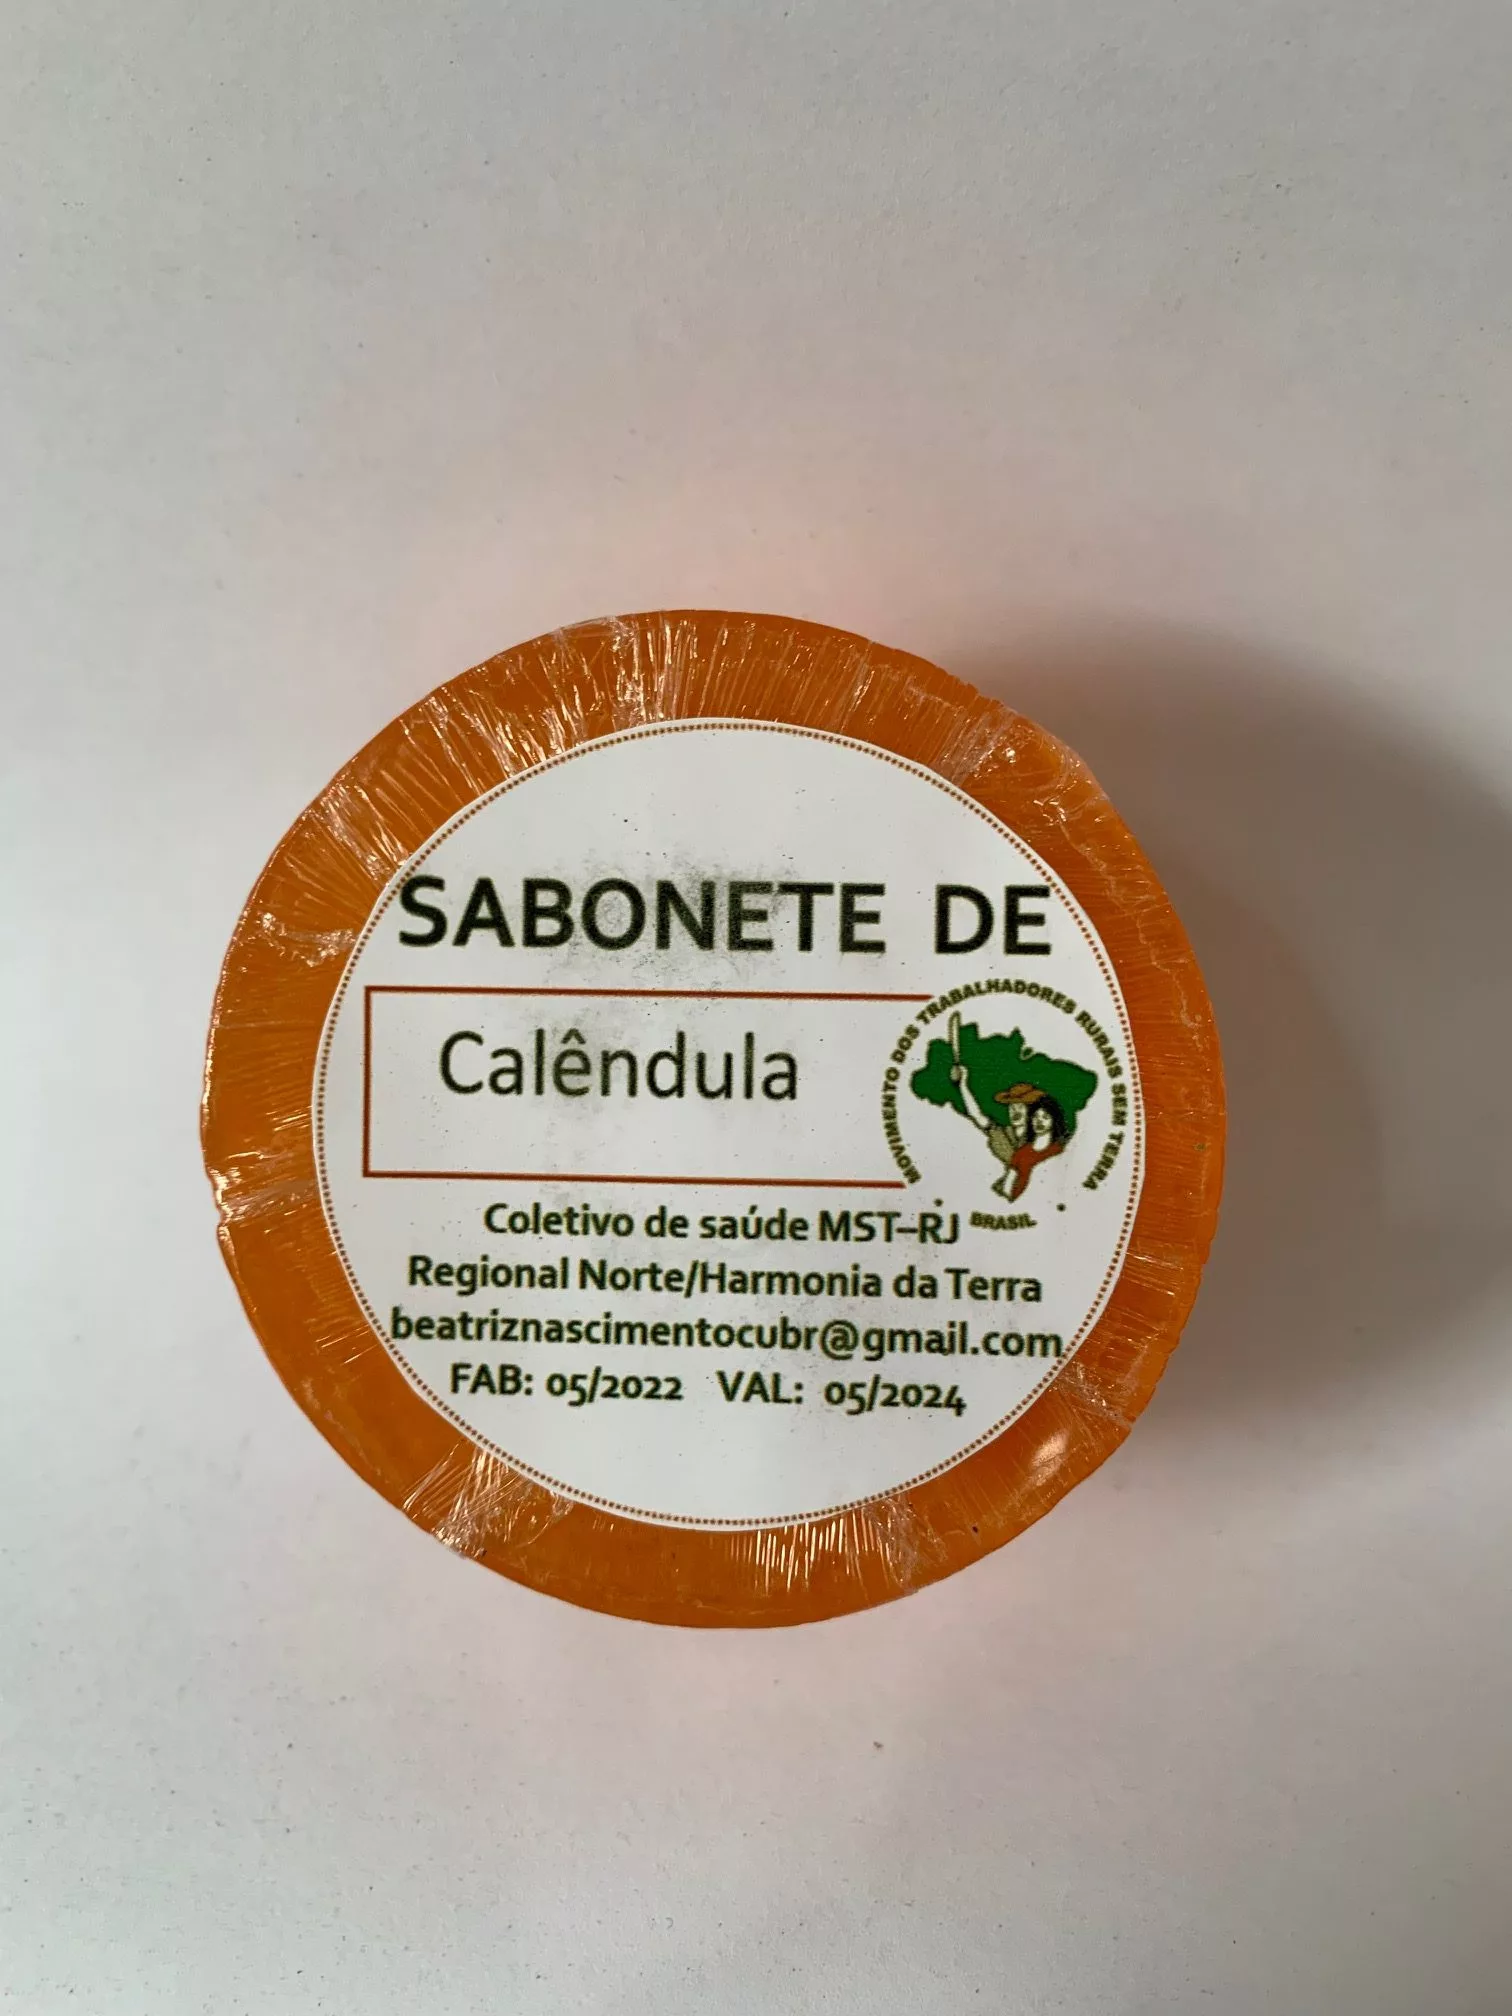 SABONETE DE
Calêndula
MOVIMENTO DOS TRABALHADORES RURAIS SEM TERRA
BRASIL
Coletivo de saúde MST–RJ
Regional Norte/Harmonia da Terra
beatriznascimentocubr@gmail.com
FAB: 05/2022 VAL: 05/2024